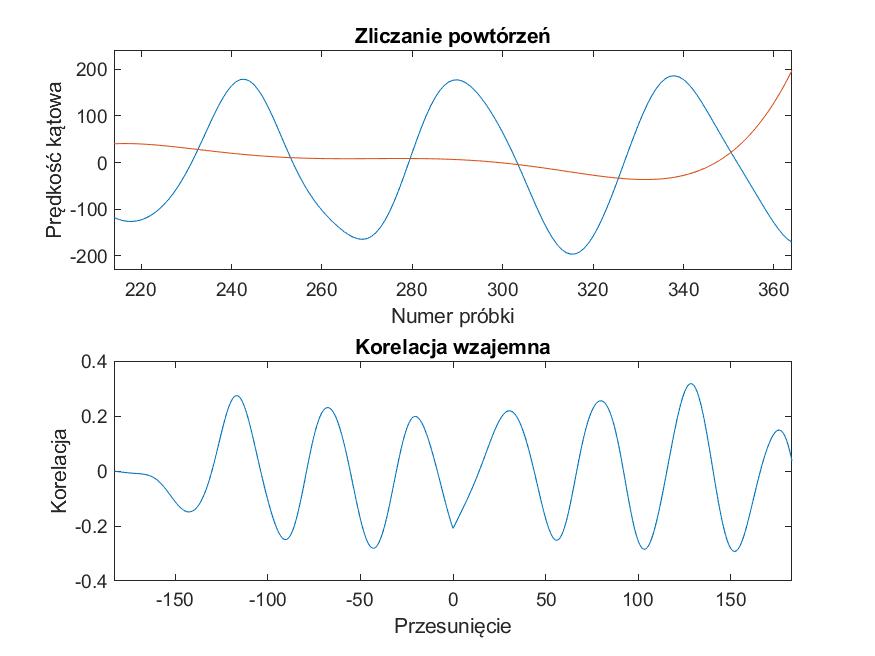 Zliczanie powtórzeń
200
100
0
-100
-200
Prędkość kątowa
220 240 260 280 300 320 340 360
Numer próbki
Korelacja wzajemna
0.4
0.2
0
-0.2
-0.4
Korelacja
-150 -100 -50 0 50 100 150
Przesunięcie